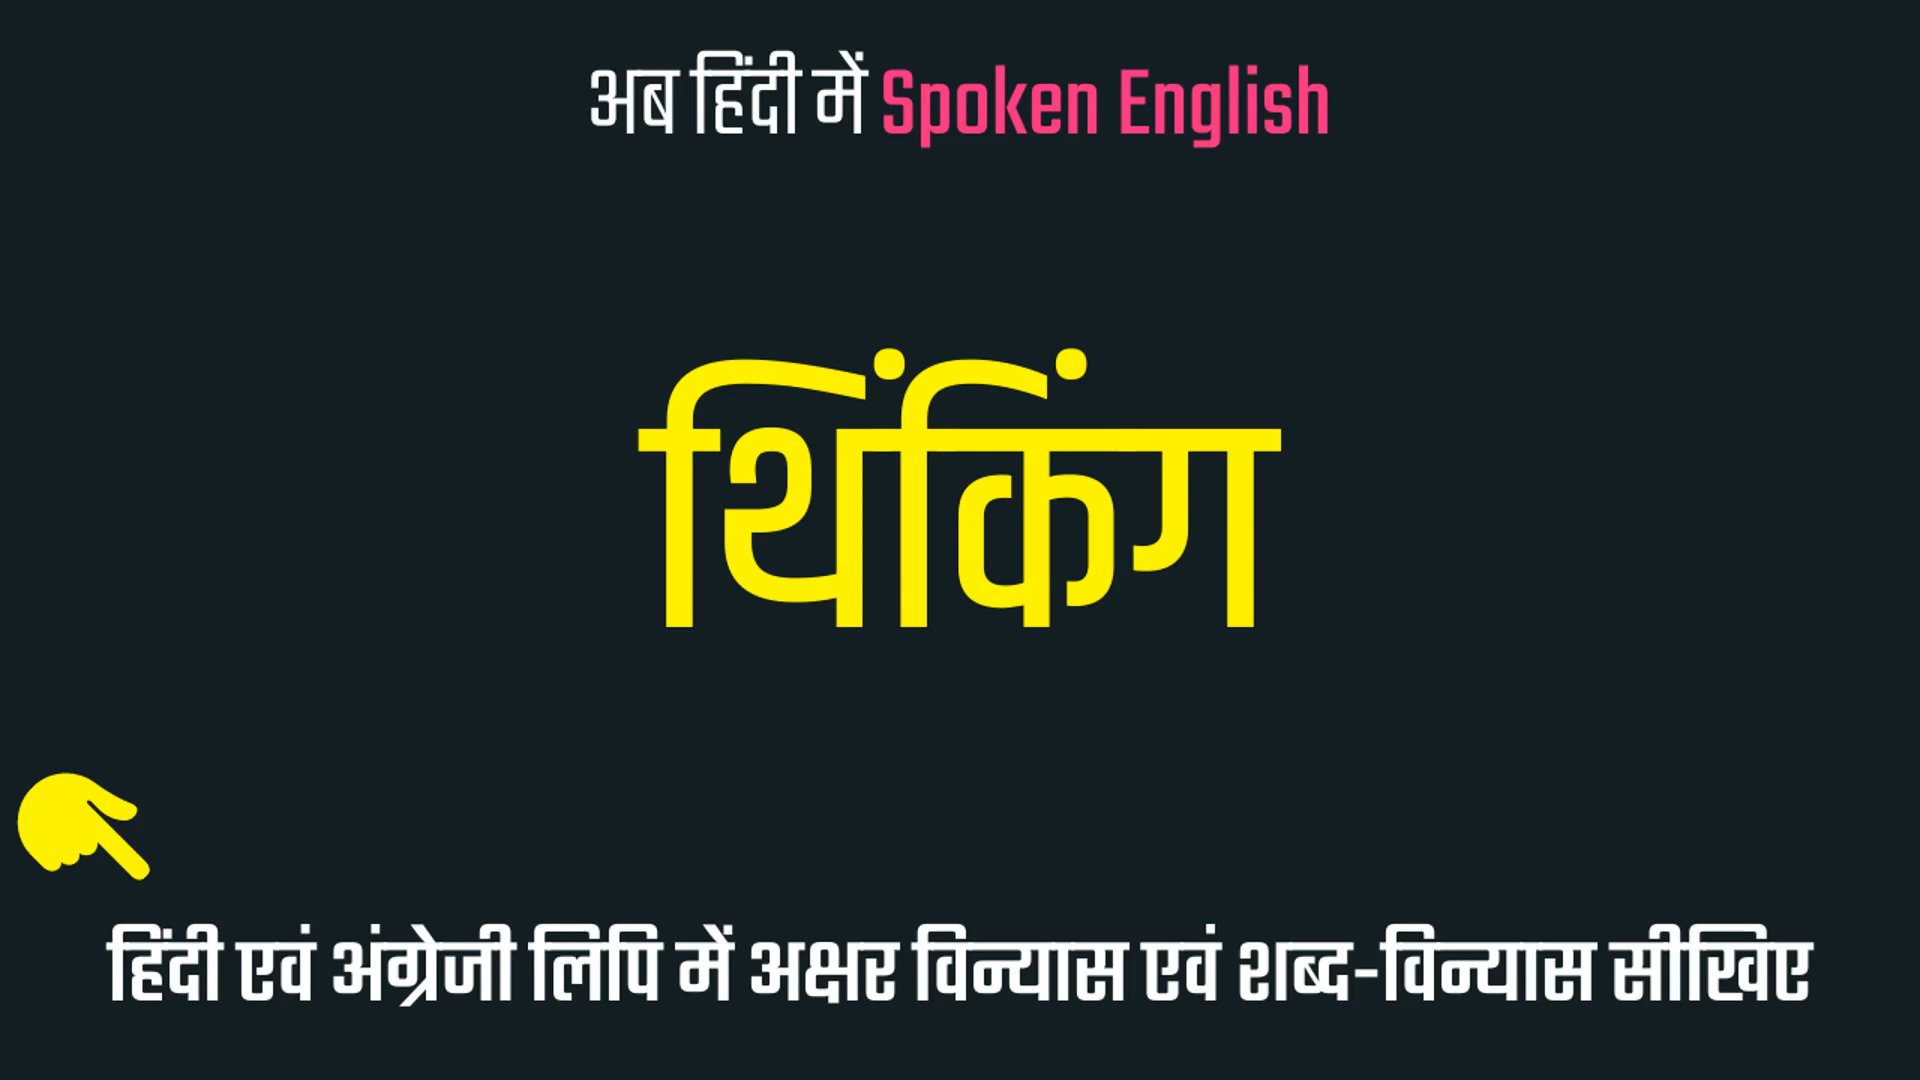 अब हिंदी में Spoken English
थिंकिंग
हिंदी एवं अंग्रेजी लिपि में अक्षर विन्यास एवं शब्द-विन्यास सीखिए